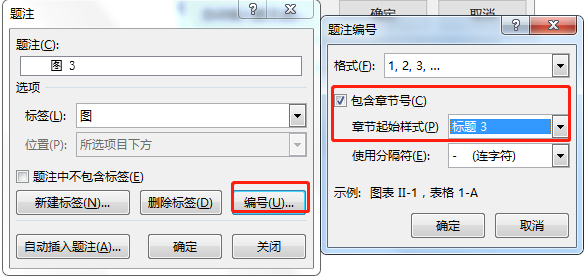 确定
取消
题注
题注(C):
图 3
选项
标签(L):
图
位置(P):
所选项目下方
题注中不包含标签(E)
新建标签(N)...
删除标签(D)
编号(U)...
自动插入题注(A)...
确定
关闭
题注编号
格式(F):
1, 2, 3, ...
包含章节号(C)
章节起始样式(P)
标题 3
使用分隔符(E):
- (连字符)
示例: 图表 II-1，表格 1-A
确定
取消